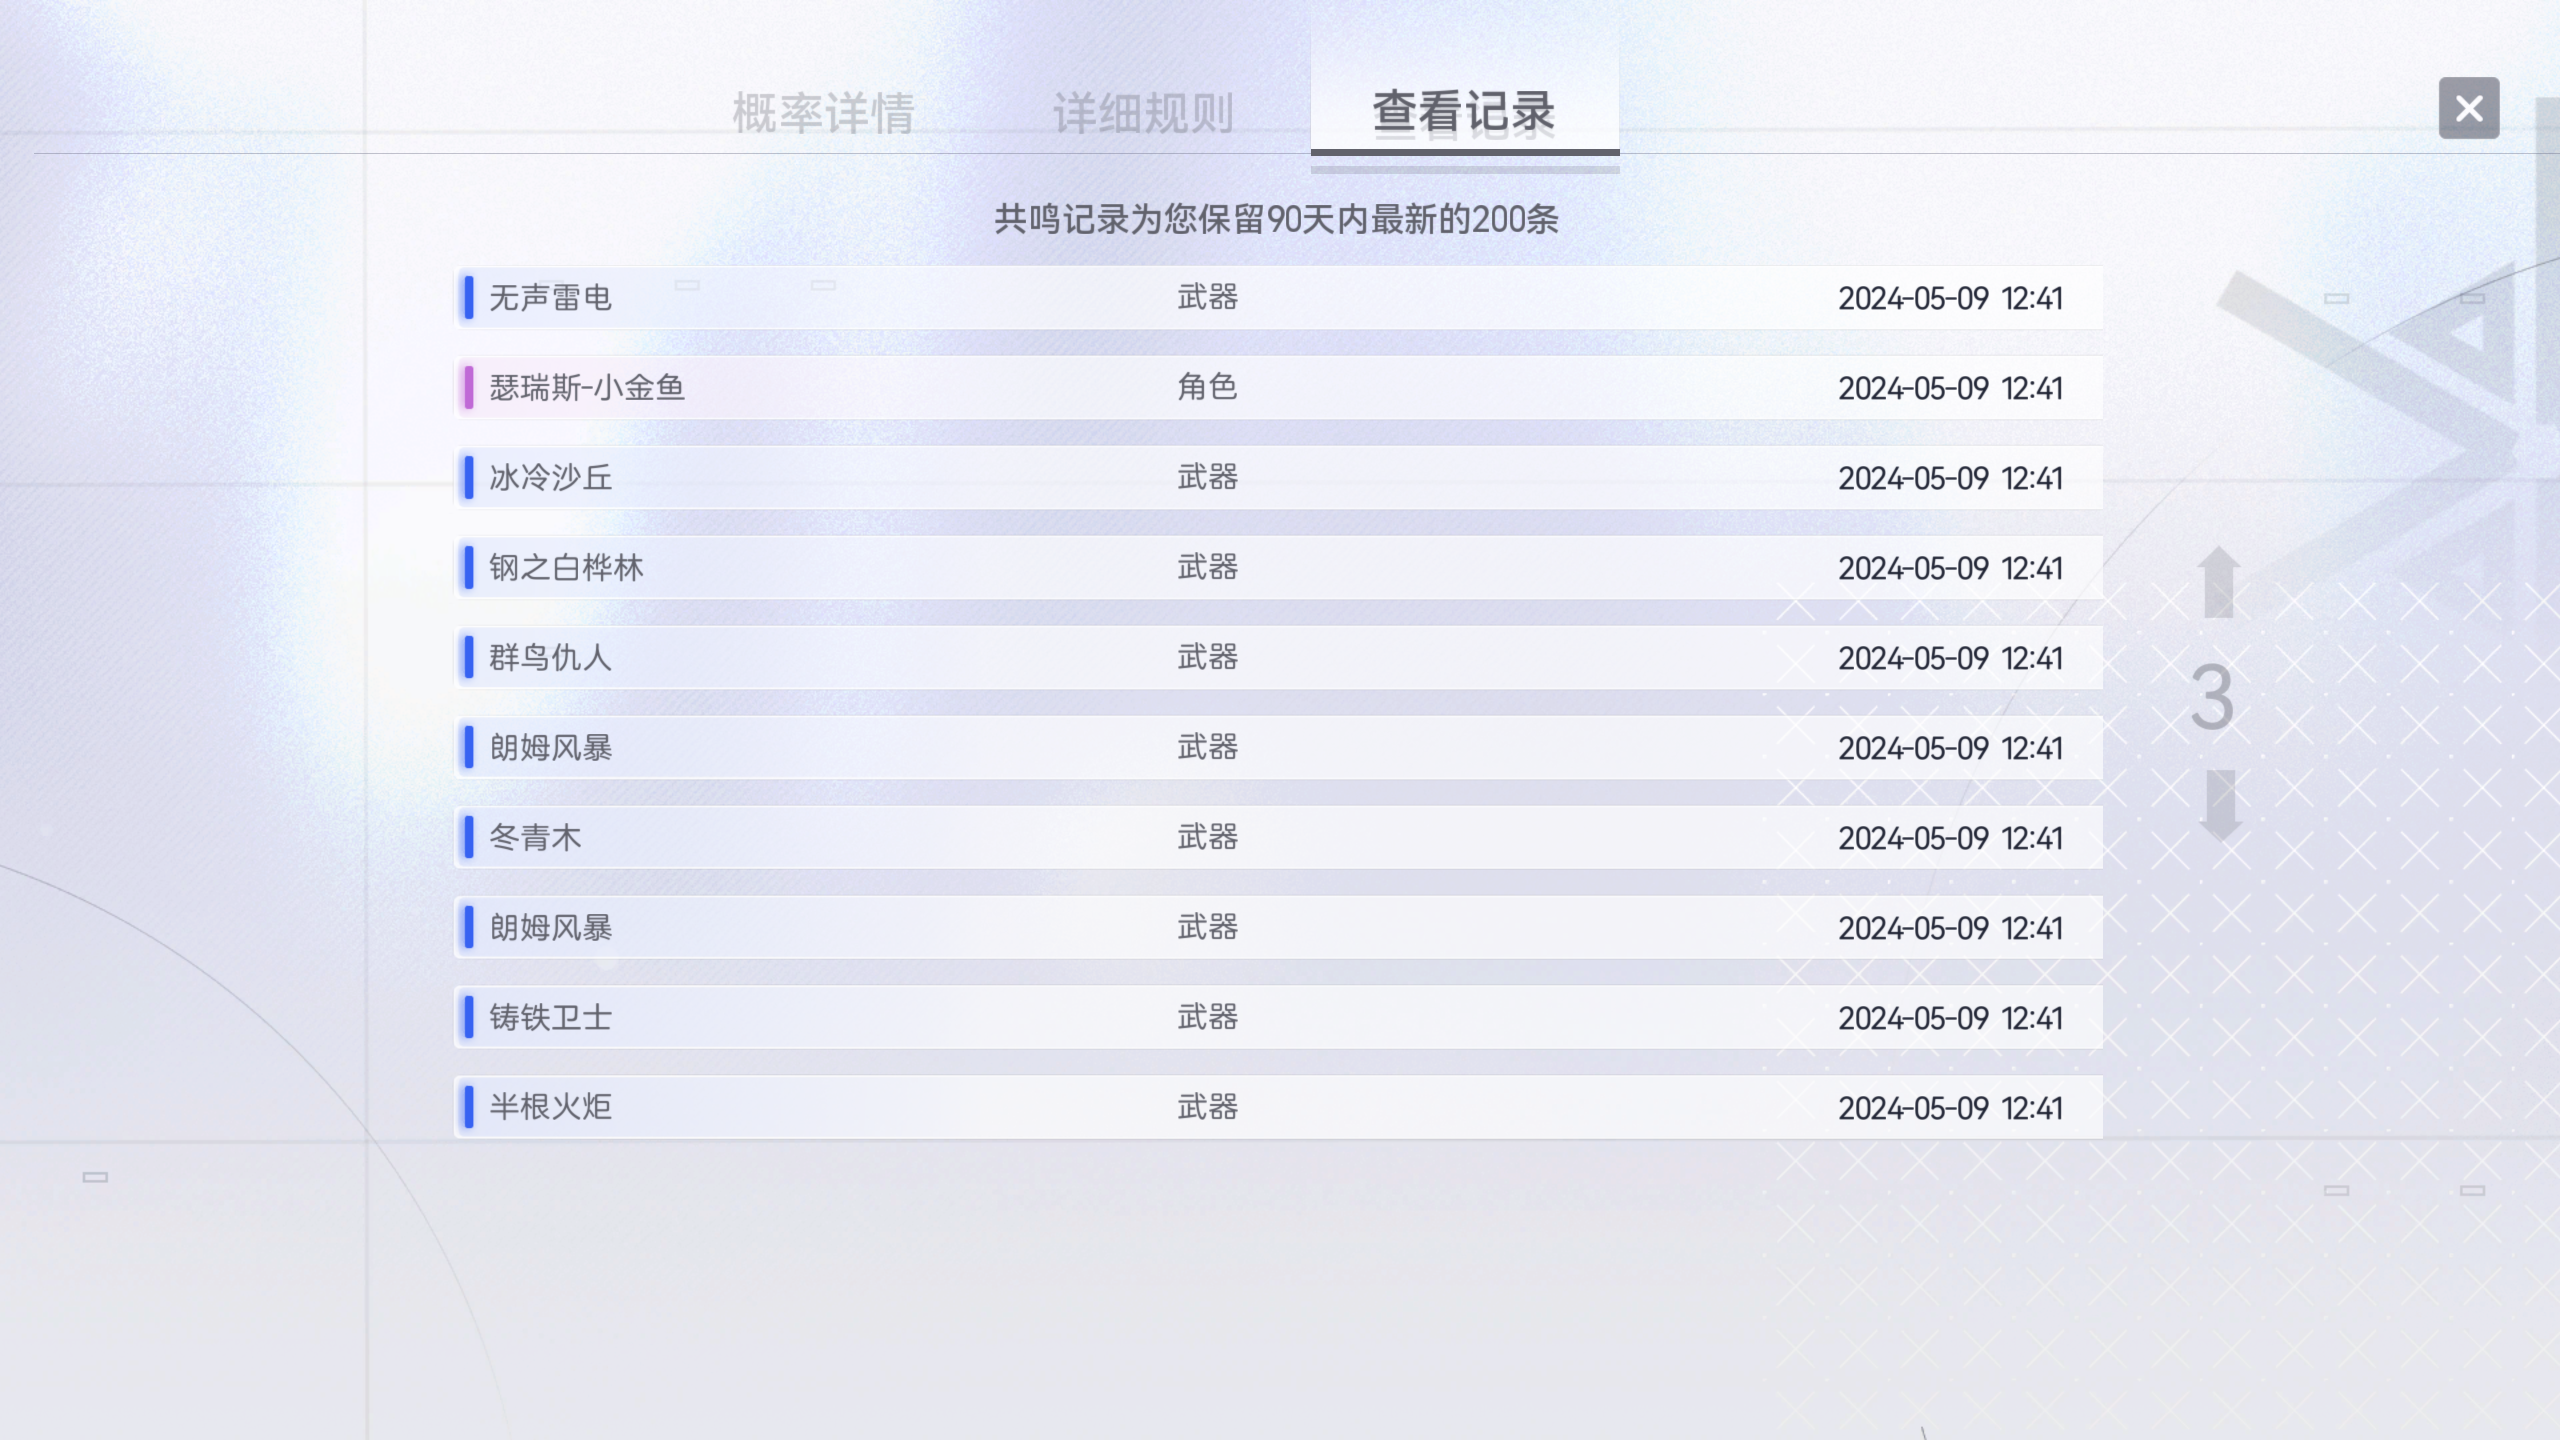 概率详情 详细规则 查看记录
共鸣记录为您保留90天内最新的200条
无声雷电 武器 2024-05-09 12:41
瑟瑞斯-小金鱼 角色 2024-05-09 12:41
冰冷沙丘 武器 2024-05-09 12:41
钢之白桦林 武器 2024-05-09 12:41
群鸟仇人 武器 2024-05-09 12:41
朗姆风暴 武器 2024-05-09 12:41
冬青木 武器 2024-05-09 12:41
朗姆风暴 武器 2024-05-09 12:41
铸铁卫士 武器 2024-05-09 12:41
半根火炬 武器 2024-05-09 12:41
3